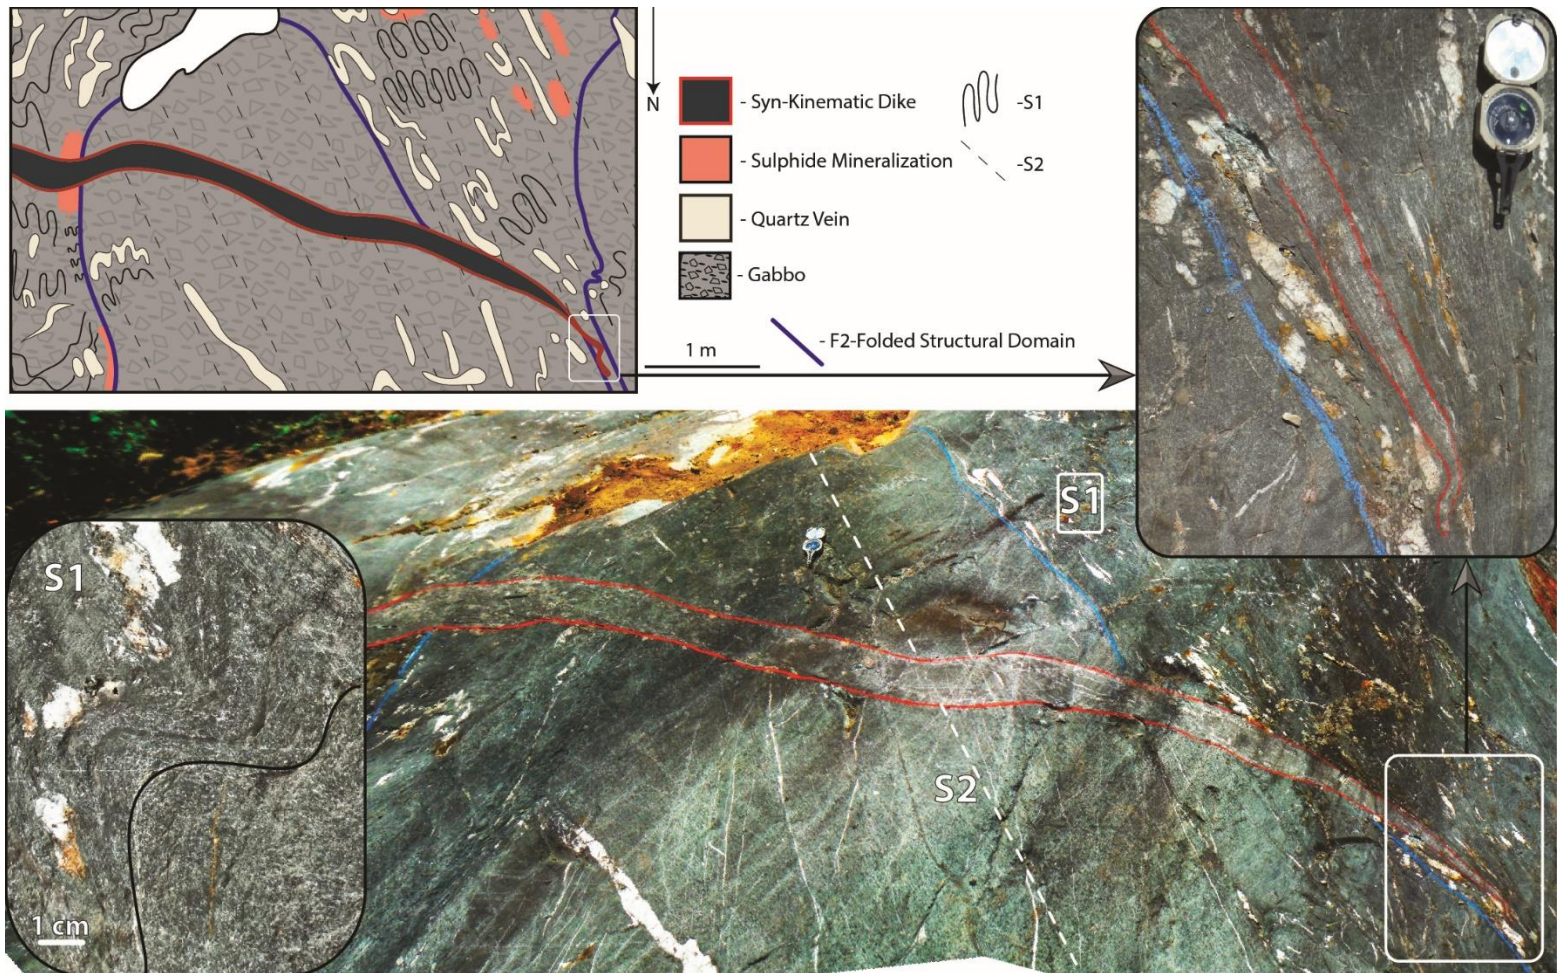 N
- Syn-Kinematic Dike
-S1
- Sulphide Mineralization
-S2
- Quartz Vein
- Gabbo
- F2-Folded Structural Domain
1 m
S1
S1
S2
1 cm